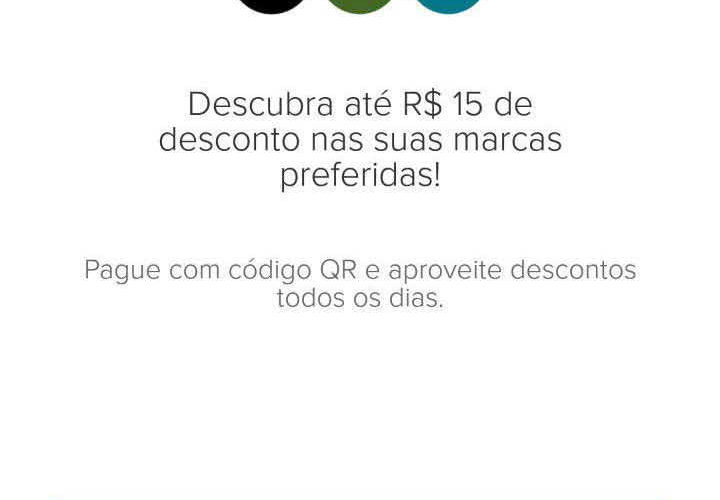 Descubra até R$ 15 de
desconto nas suas marcas
preferidas!
Pague com código QR e aproveite descontos
todos os dias.